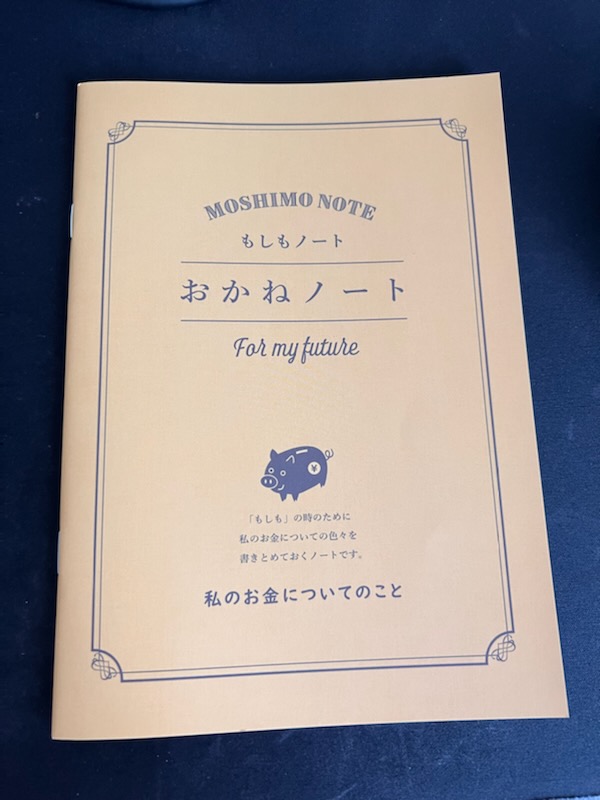 MOSHIMO NOTE
もしもノート
おかねノート
For my future
¥
「もしも」の時のために
私のお金についての色々を
書きとめておくノートです。
私のお金についてのこと